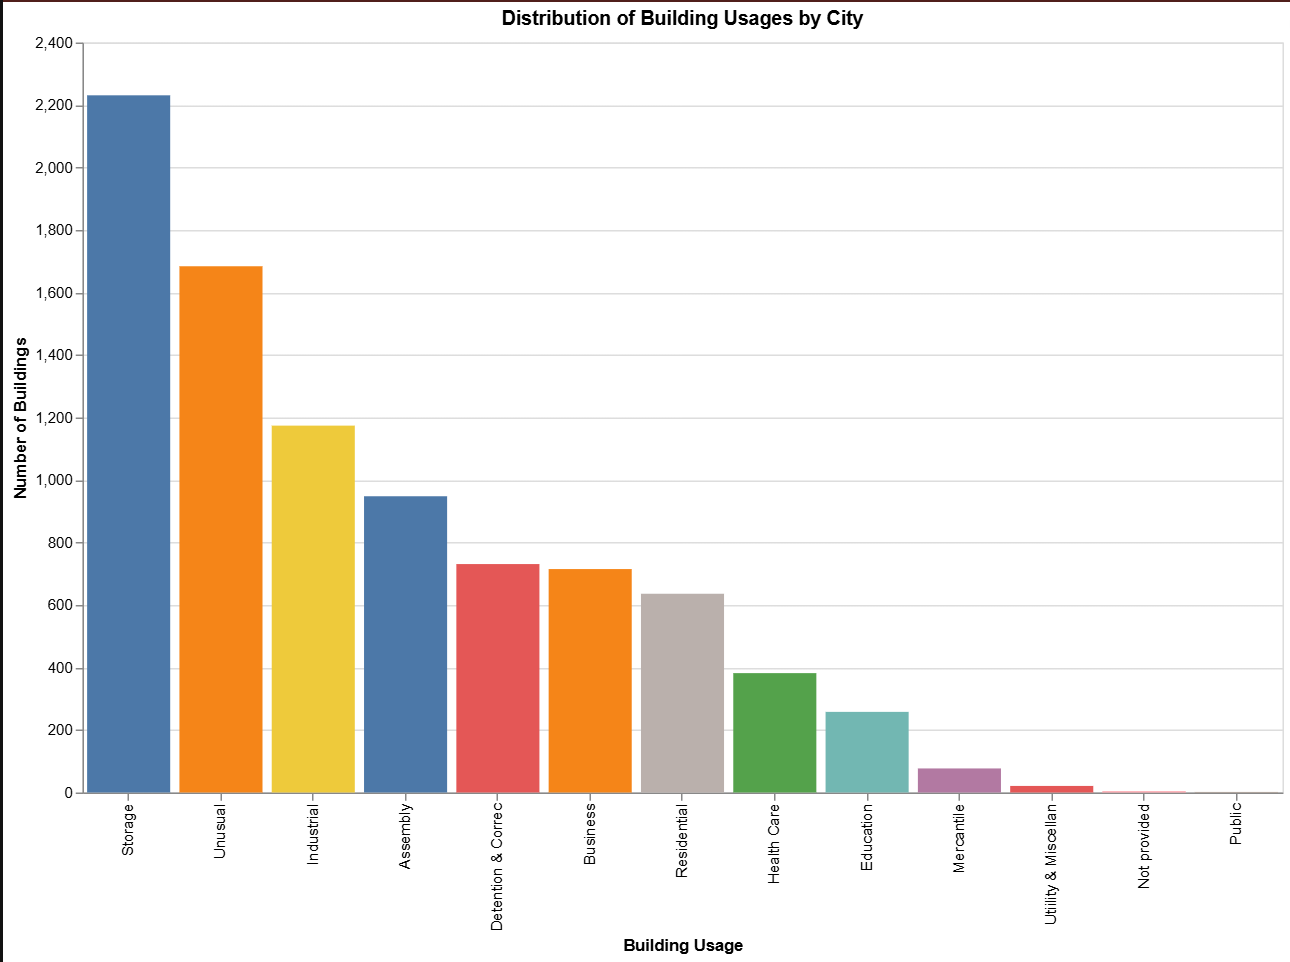 Distribution of Building Usages by City
2,400
2,200
2,000
1,800
1,600
1,400
1,200
1,000
800
600
400
200
0
Number of Buildings
Storage
Unusual
Industrial
Assembly
Detention & Correc
Business
Residential
Health Care
Education
Mercantile
Utiility & Miscellan
Not provided
Public
Building Usage